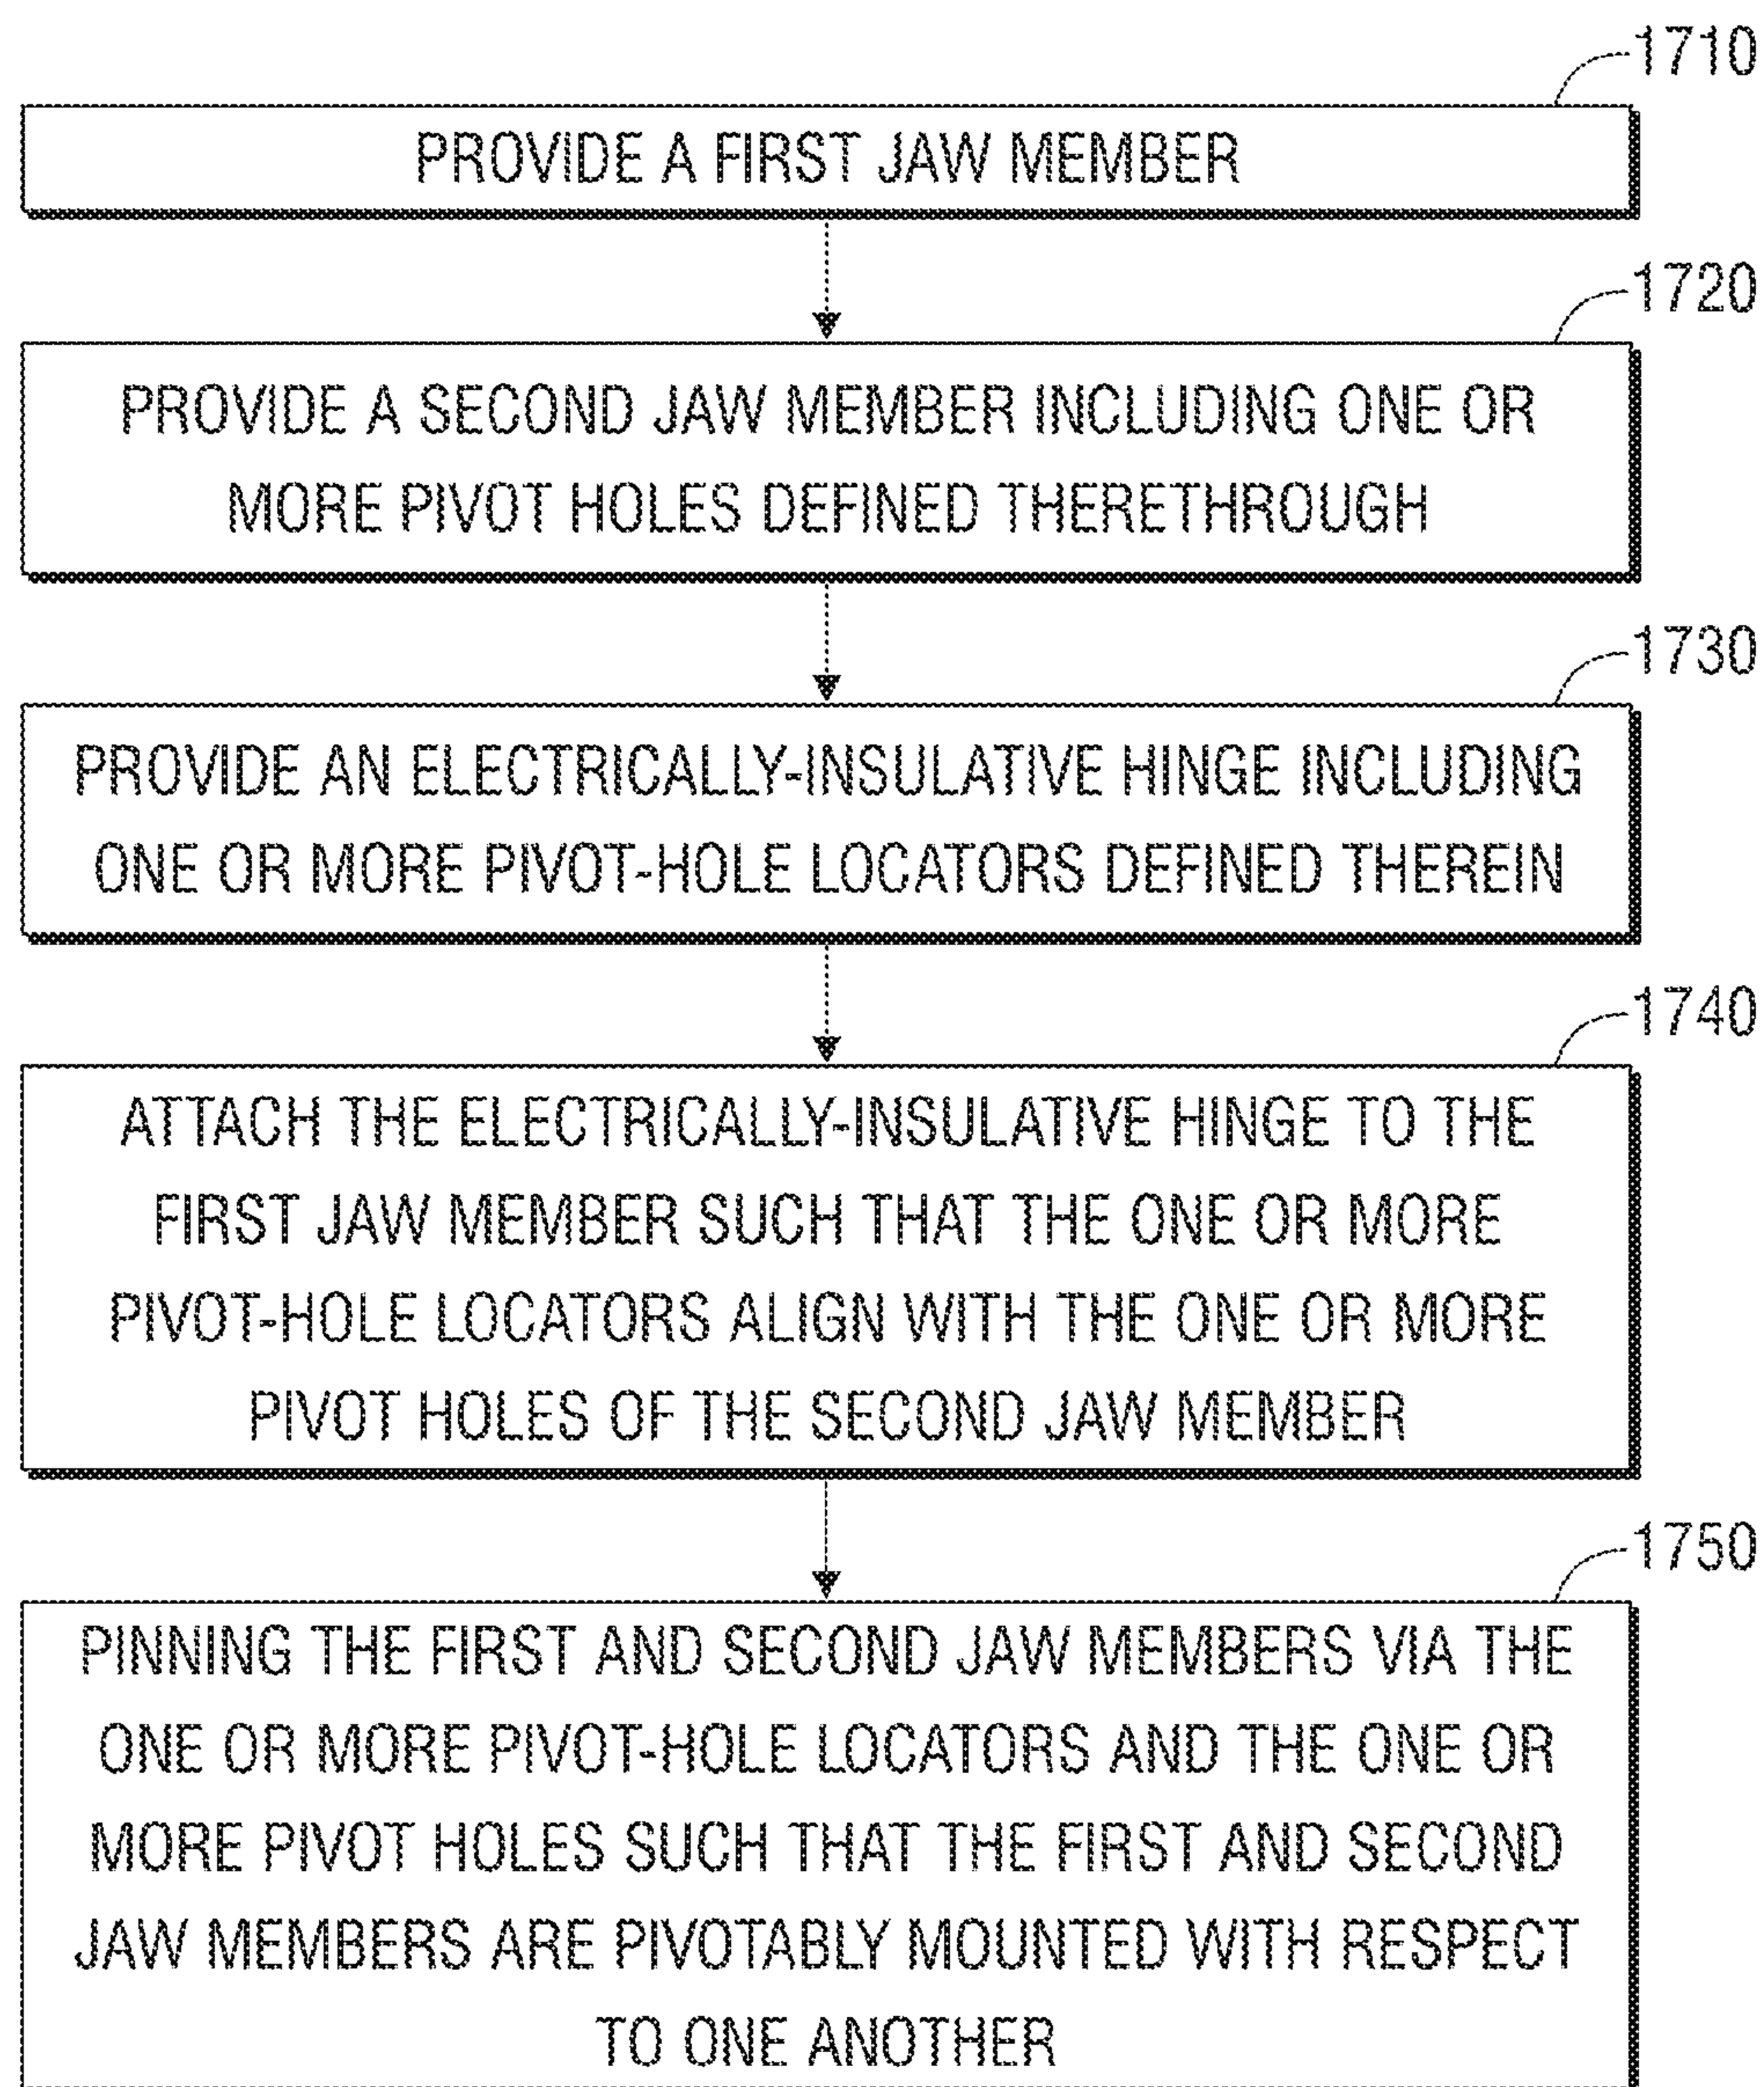 1710
PROVIDE A FIRST JAW MEMBER
1720
PROVIDE A SECOND JAW MEMBER INCLUDING ONE OR
MORE PIVOT HOLES DEFINED THERETHROUGH
1730
PROVIDE AN ELECTRICALLY-INSULATIVE HINGE INCLUDING
ONE OR MORE PIVOT-HOLE LOCATORS DEFINED THEREIN
1740
ATTACH THE ELECTRICALLY-INSULATIVE HINGE TO THE
FIRST JAW MEMBER SUCH THAT THE ONE OR MORE
PIVOT-HOLE LOCATORS ALIGN WITH THE ONE OR MORE
PIVOT HOLES OF THE SECOND JAW MEMBER
1750
PINNING THE FIRST AND SECOND JAW MEMBERS VIA THE
ONE OR MORE PIVOT-HOLE LOCATORS AND THE ONE OR
MORE PIVOT HOLES SUCH THAT THE FIRST AND SECOND
JAW MEMBERS ARE PIVOTABLY MOUNTED WITH RESPECT
TO ONE ANOTHER